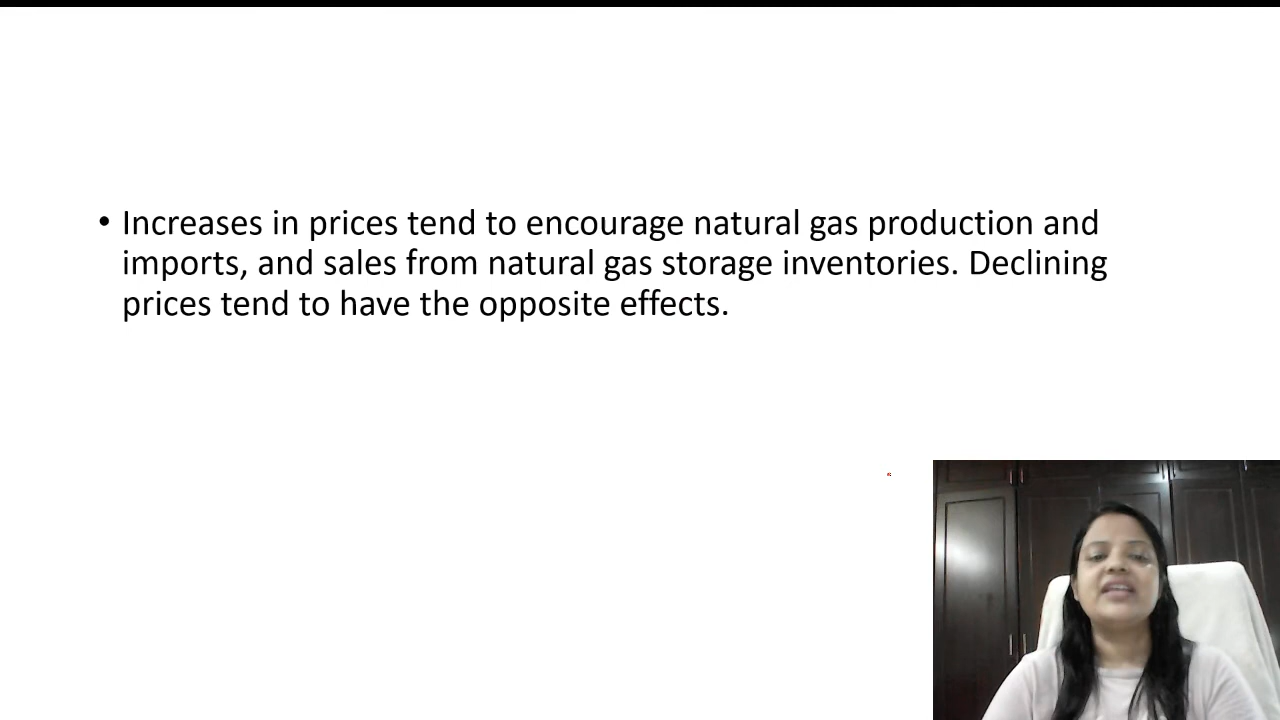 • Increases in prices tend to encourage natural gas production and
imports, and sales from natural gas storage inventories. Declining
prices tend to have the opposite effects.